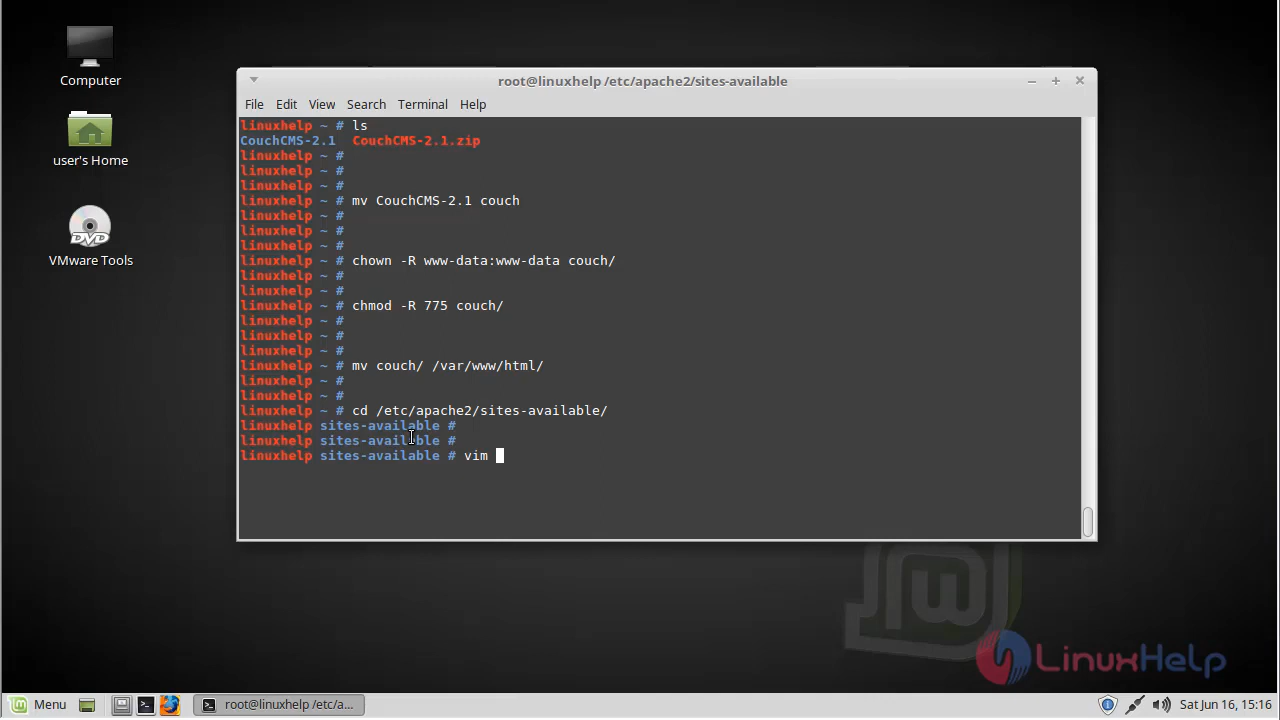 Computer
user's Home
DVD
VMware Tools
root@linuxhelp /etc/apache2/sites-available
File Edit View Search Terminal Help
linuxhelp ~ # ls
CouchCMS-2.1 CouchCMS-2.1.zip
linuxhelp ~ #
linuxhelp ~ #
linuxhelp ~ #
linuxhelp ~ # mv CouchCMS-2.1 couch
linuxhelp ~ #
linuxhelp ~ #
linuxhelp ~ #
linuxhelp ~ # chown -R www-data:www-data couch/
linuxhelp ~ #
linuxhelp ~ #
linuxhelp ~ # chmod -R 775 couch/
linuxhelp ~ #
linuxhelp ~ #
linuxhelp ~ #
linuxhelp ~ # mv couch/ /var/www/html/
linuxhelp ~ #
linuxhelp ~ #
linuxhelp ~ # cd /etc/apache2/sites-available/
linuxhelp sites-available #
linuxhelp sites-available #
linuxhelp sites-available # vim
LinuxHelp
Menu
root@linuxhelp /etc/a...
Sat Jun 16, 15:16